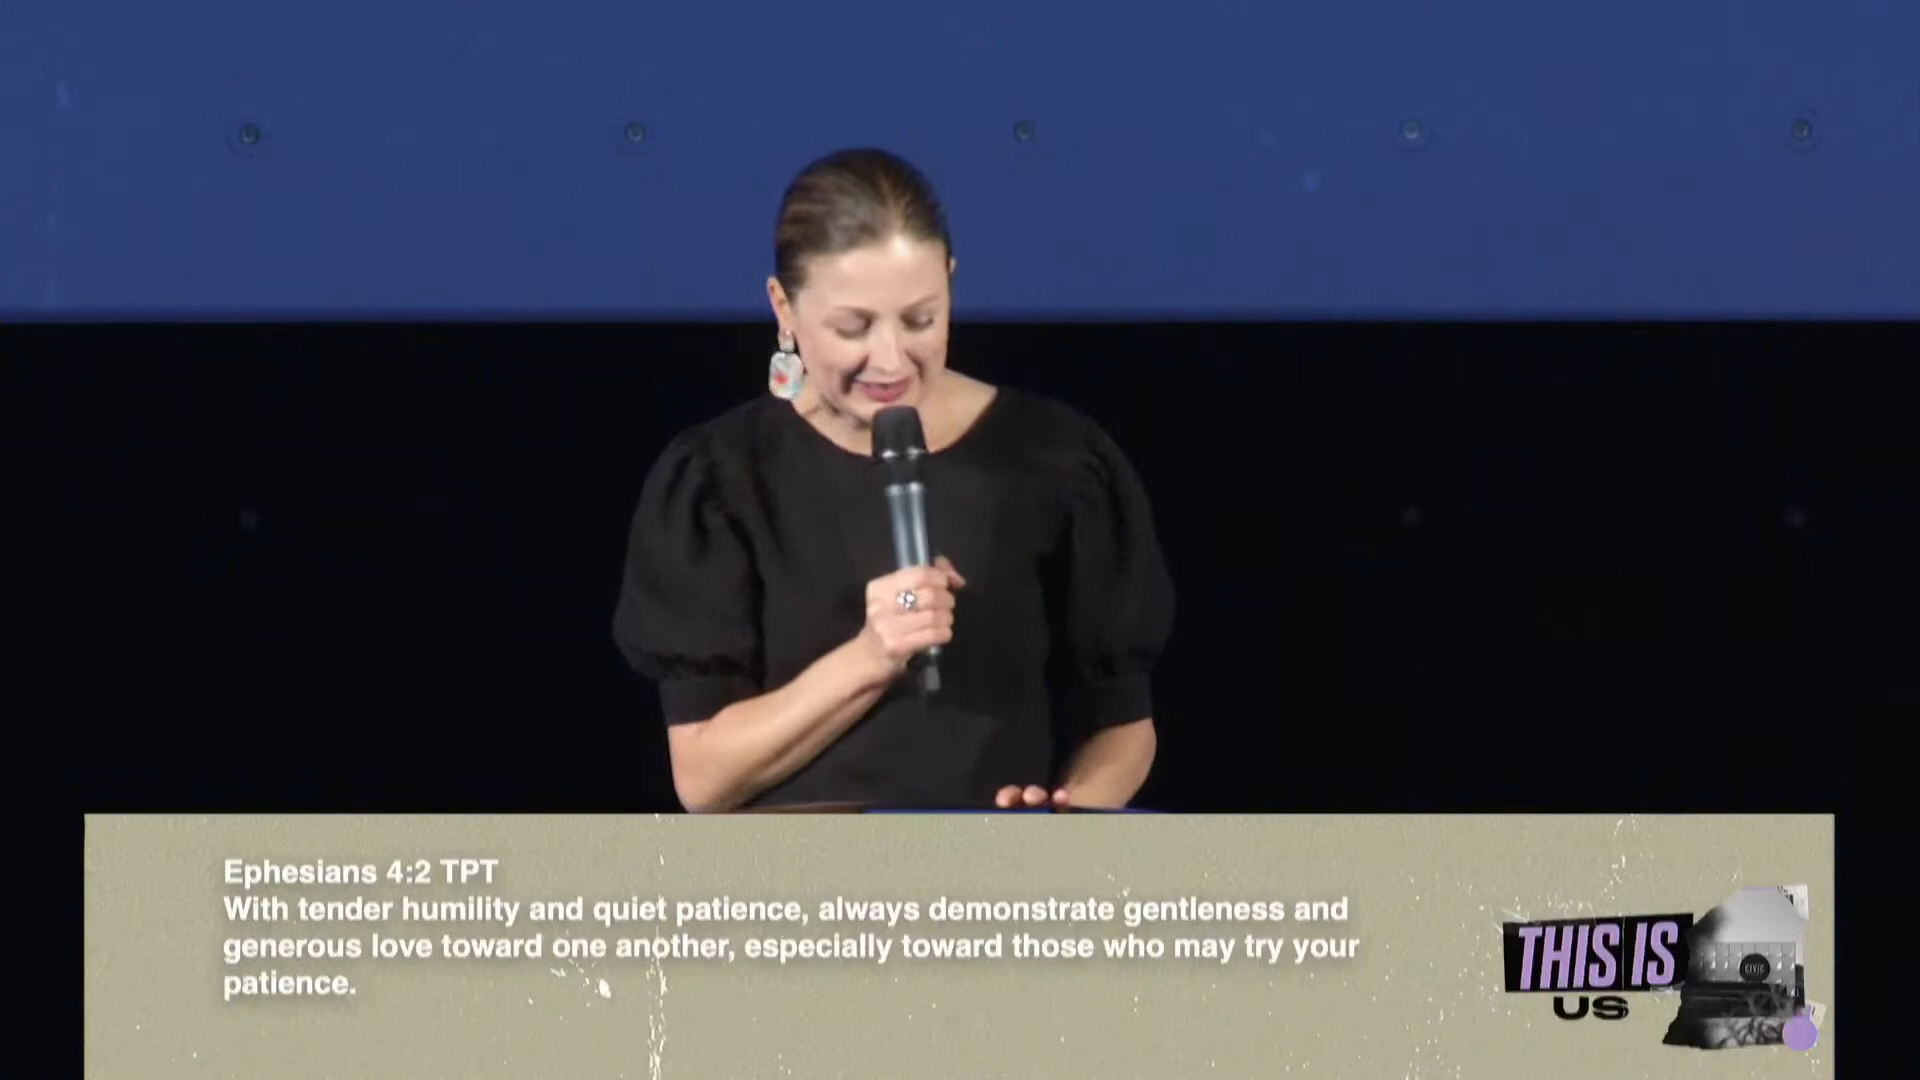 Ephesians 4:2 TPT
With tender humility and quiet patience, always demonstrate gentleness and
generous love toward one another, especially toward those who may try your
patience.
THIS IS
US
CIVIC